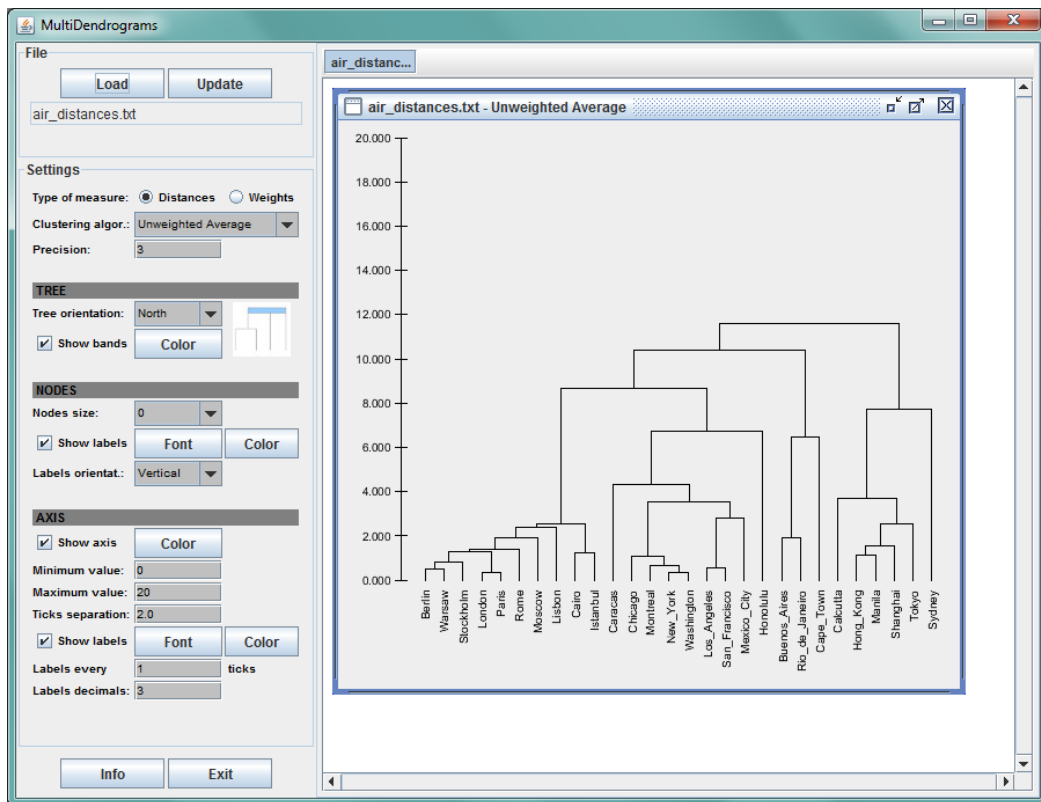 MultiDendrograms
File
Load
Update
air_distances.txt
Settings
Type of measure:
Distances
Weights
Clustering algor.:
Unweighted Average
Precision:
3
TREE
Tree orientation:
North
Show bands
Color
NODES
Nodes size:
0
Show labels
Font
Color
Labels orientat.:
Vertical
AXIS
Show axis
Color
Minimum value:
0
Maximum value:
20
Ticks separation:
2.0
Show labels
Font
Color
Labels every
1
ticks
Labels decimals:
3
Info
Exit
air_distanc...
air_distances.txt - Unweighted Average
20.000
18.000
16.000
14.000
12.000
10.000
8.000
6.000
4.000
2.000
0.000
Berlin
Warsaw
Stockholm
London
Paris
Rome
Moscow
Lisbon
Cairo
Istanbul
Caracas
Chicago
Montreal
New_York
Washington
Los_Angeles
San_Francisco
Mexico_City
Honolulu
Buenos_Aires
Rio_de_Janeiro
Cape_Town
Calcutta
Hong_Kong
Manila
Shanghai
Tokyo
Sydney